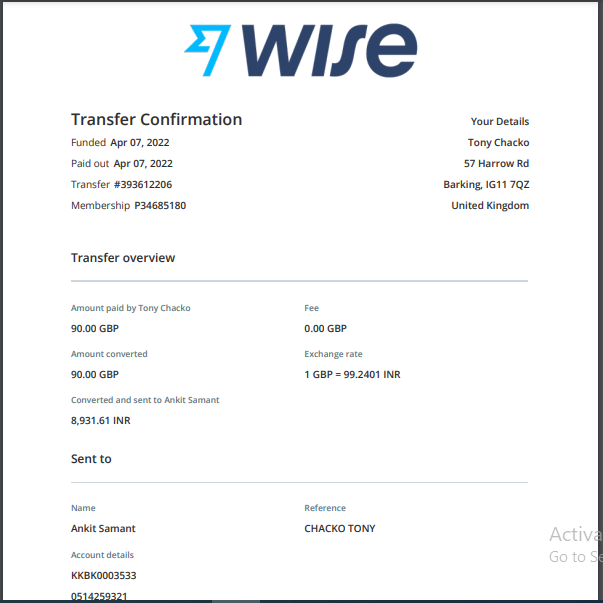 WISE
Transfer Confirmation
Funded Apr 07, 2022
Paid out Apr 07, 2022
Transfer #393612206
Membership P34685180
Your Details
Tony Chacko
57 Harrow Rd
Barking, IG11 7QZ
United Kingdom
Transfer overview
Amount paid by Tony Chacko
90.00 GBP
Fee
0.00 GBP
Amount converted
90.00 GBP
Exchange rate
1 GBP = 99.2401 INR
Converted and sent to Ankit Samant
8,931.61 INR
Sent to
Name
Ankit Samant
Reference
CHACKO TONY
Account details
KKBK0003533
0514259321
Activa
Go to Se